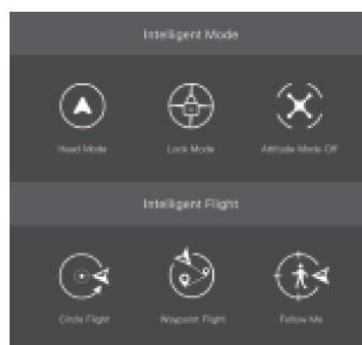 Intelligent Mode
Head Mode Lock Mode Attitude Mode Off
Intelligent Flight
Circle Flight Waypoint Flight Follow Me